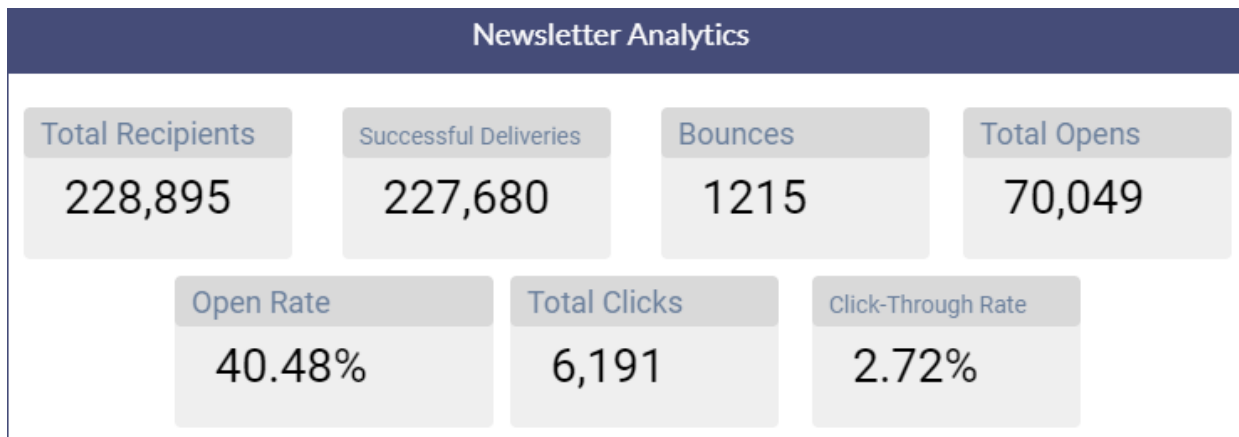 Newsletter Analytics
Total Recipients
228,895
Successful Deliveries
227,680
Bounces
1215
Total Opens
70,049
Open Rate
40.48%
Total Clicks
6,191
Click-Through Rate
2.72%